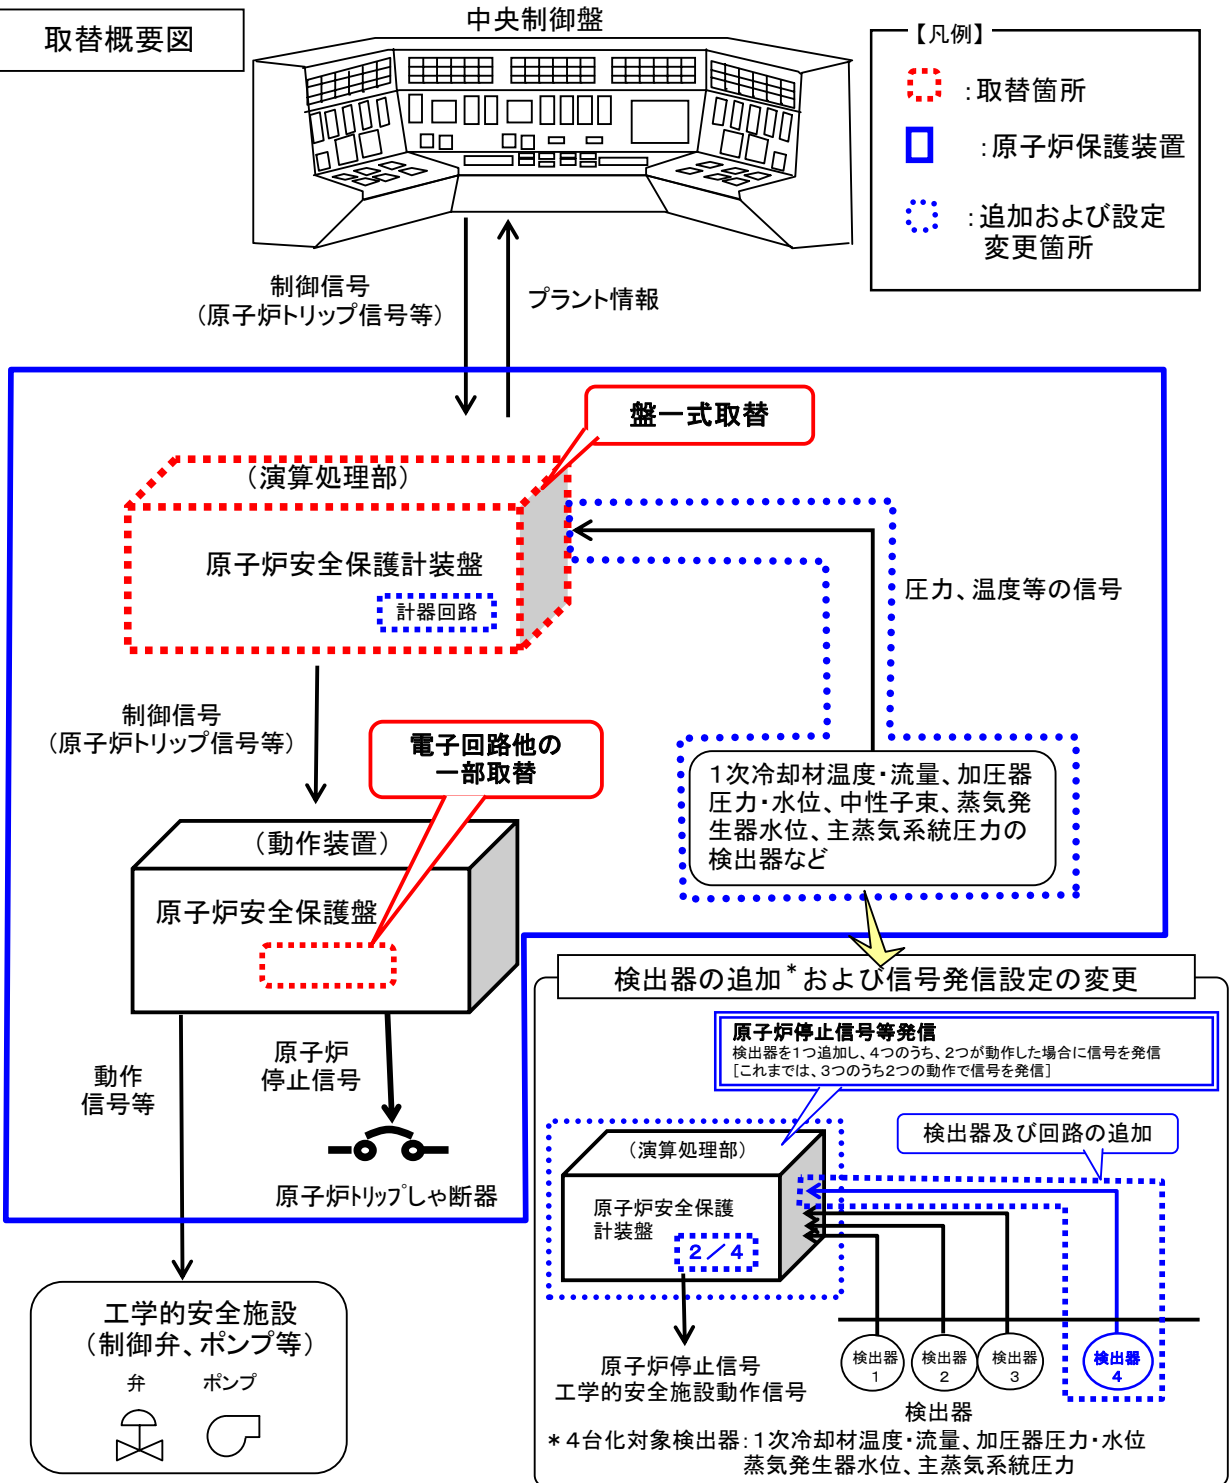 取替概要図
中央制御盤
【凡例】
：取替箇所
：原子炉保護装置
：追加および設定
変更箇所
制御信号
（原子炉トリップ信号等）
プラント情報
盤一式取替
（演算処理部）
原子炉安全保護計装盤
計器回路
圧力、温度等の信号
制御信号
（原子炉トリップ信号等）
電子回路他の
一部取替
1次冷却材温度・流量、加圧器
圧力・水位、中性子束、蒸気発
生器水位、主蒸気系統圧力の
検出器など
（動作装置）
原子炉安全保護盤
動作
信号等
原子炉
停止信号
原子炉トリップしゃ断器
工学的安全施設
（制御弁、ポンプ等）
弁
ポンプ
検出器の追加*および信号発信設定の変更
原子炉停止信号等発信
検出器を1つ追加し、4つのうち、2つが動作した場合に信号を発信
[これまでは、3つのうち2つの動作で信号を発信]
検出器及び回路の追加
（演算処理部）
原子炉安全保護
計装盤
2／4
原子炉停止信号
工学的安全施設動作信号
検出器
1
検出器
2
検出器
3
検出器
4
検出器
*4台化対象検出器：1次冷却材温度・流量、加圧器圧力・水位
蒸気発生器水位、主蒸気系統圧力